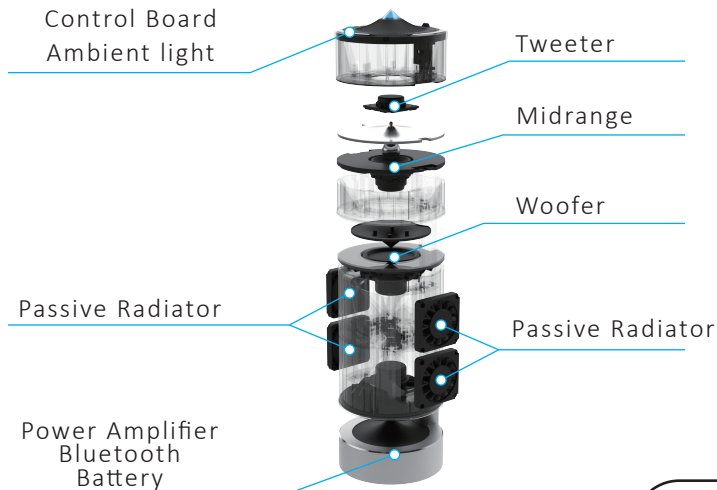 Control Board
Ambient light
Tweeter
Midrange
Woofer
Passive Radiator
Passive Radiator
Power Amplifier
Bluetooth
Battery